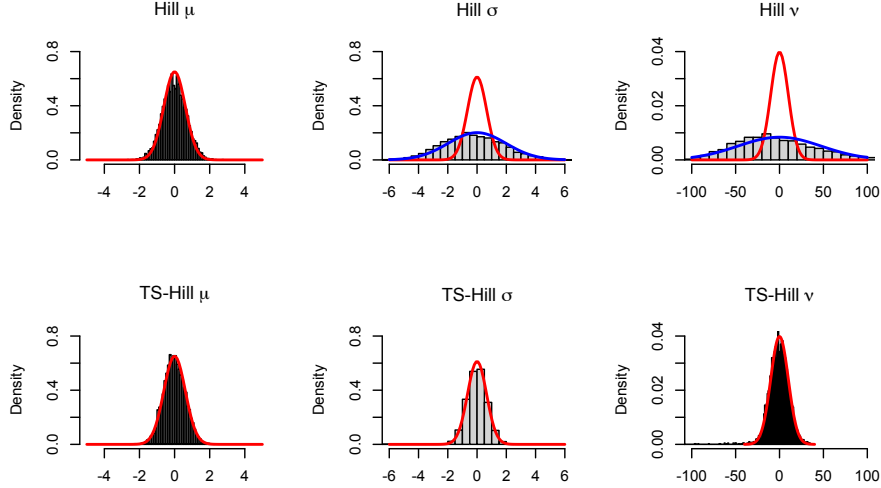 Hill μ
Density
0.0 0.4 0.8
-4 -2 0 2 4
Hill σ
Density
0.0 0.4 0.8
-6 -4 -2 0 2 4 6
Hill ν
Density
0.00 0.02 0.04
-100 -50 0 50 100
TS-Hill μ
Density
0.0 0.4 0.8
-4 -2 0 2 4
TS-Hill σ
Density
0.0 0.4 0.8
-6 -4 -2 0 2 4 6
TS-Hill ν
Density
0.00 0.02 0.04
-100 -50 0 50 100